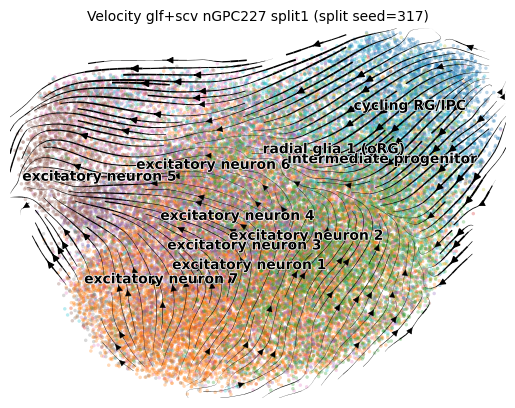 Velocity glf+scv nGPC227 split1 (split seed=317)
cycling RG/IPC
radial glia 1 (oRG)
intermediate progenitor
excitatory neuron 6
excitatory neuron 5
excitatory neuron 4
excitatory neuron 2
excitatory neuron 3
excitatory neuron 1
excitatory neuron 7